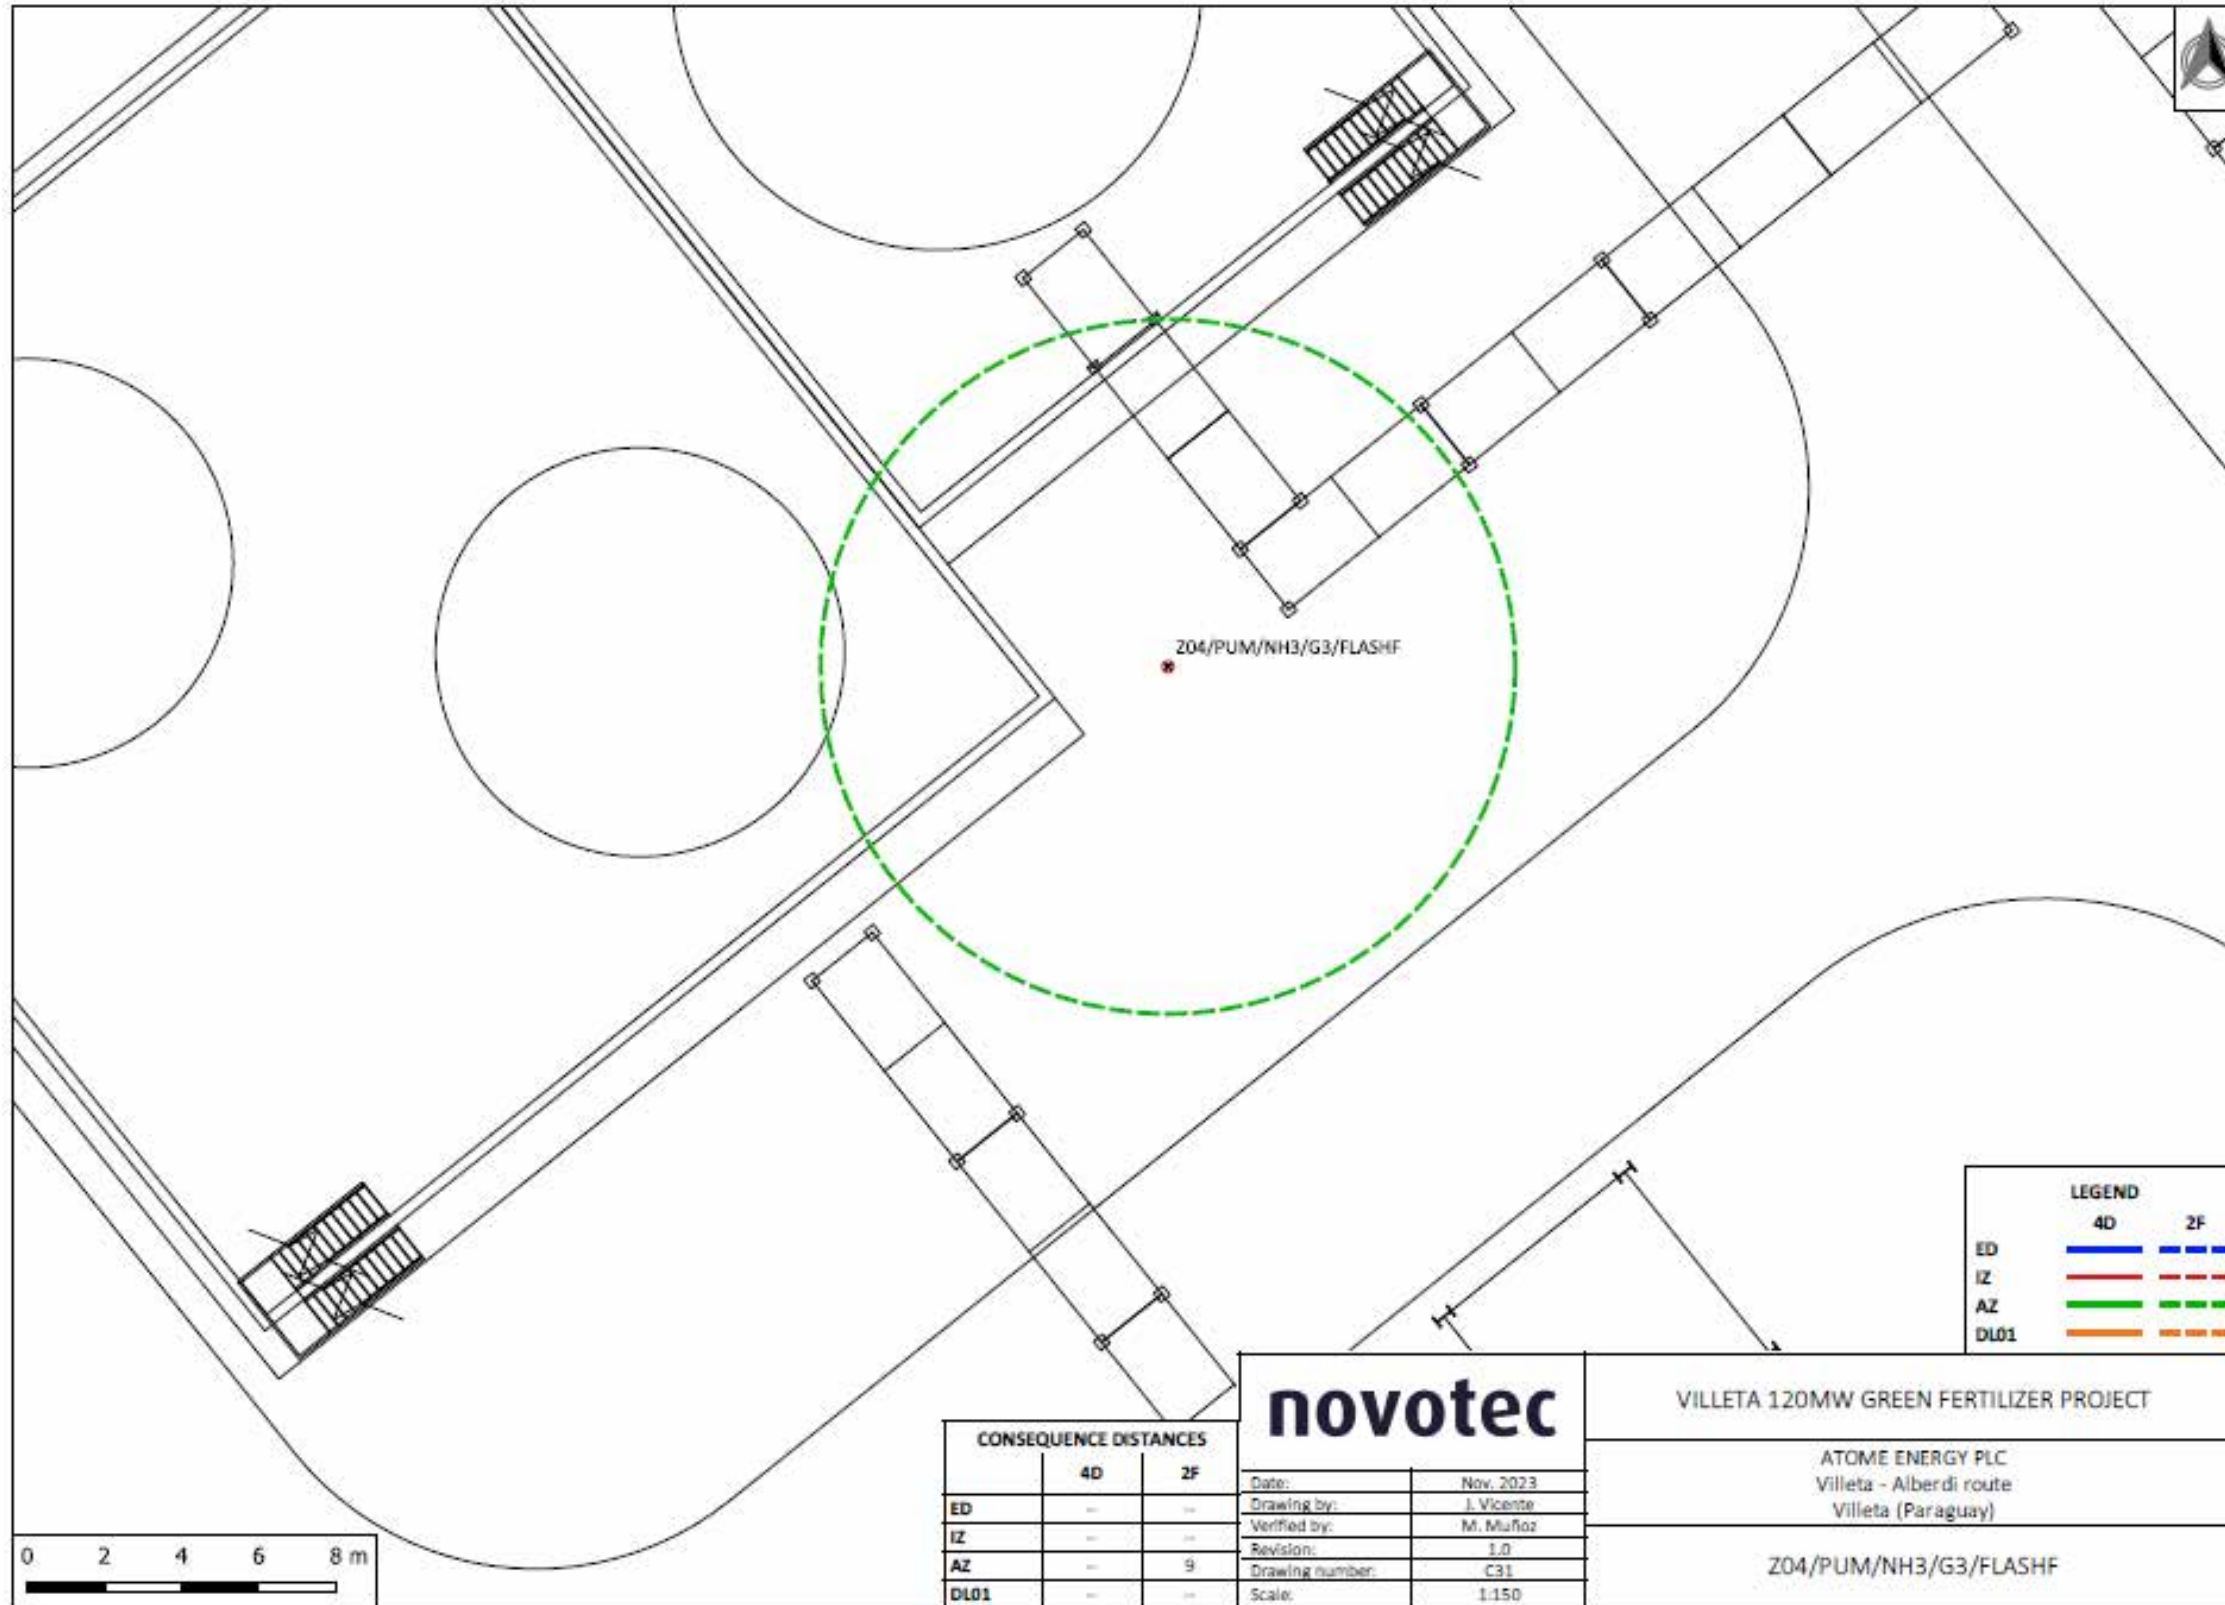 Z04/PUM/NH3/G3/FLASHF
LEGEND
4D 2F
ED
IZ
AZ
DL01
0 2 4 6 8 m
CONSEQUENCE DISTANCES
4D 2F
ED -- --
IZ -- --
AZ -- 9
DL01 -- --
novotec
Date: Nov. 2023
Drawing by: J. Vicente
Verified by: M. Muñoz
Revision: 1.0
Drawing number: C31
Scale: 1:150
VILLETA 120MW GREEN FERTILIZER PROJECT
ATOME ENERGY PLC
Villeta - Alberdi route
Villeta (Paraguay)
Z04/PUM/NH3/G3/FLASHF